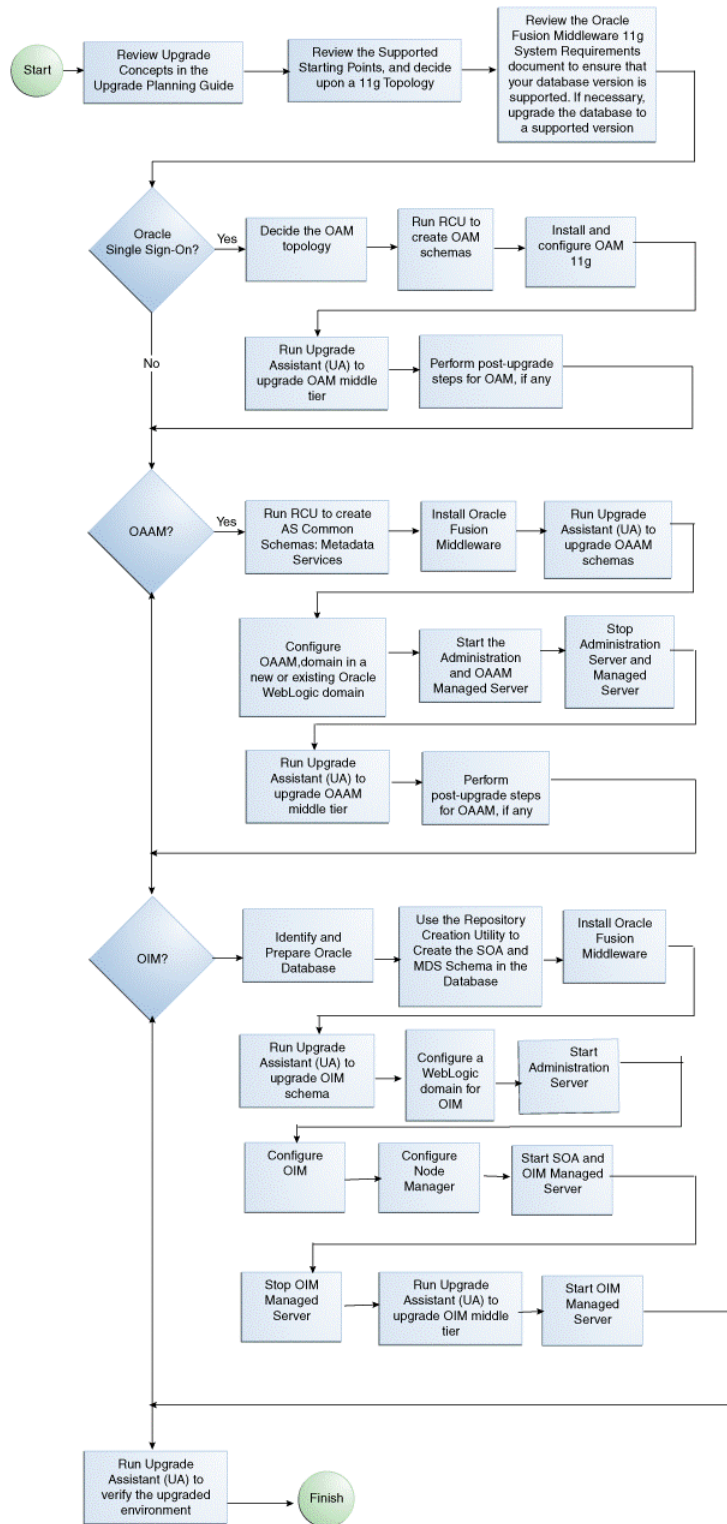 Start
Review Upgrade
Concepts in the
Upgrade Planning Guide
Review the Supported
Starting Points, and decide
upon a 11g Topology
Review the Oracle
Fusion Middleware 11g
System Requirements
document to ensure that
your database version is
supported. If necessary,
upgrade the database to
a supported version
Oracle
Single Sign-On?
Yes
Decide the OAM
topology
Run RCU to
create OAM
schemas
Install and
configure OAM
11g
No
Run Upgrade
Assistant (UA) to
upgrade OAM middle
tier
Perform post-upgrade
steps for OAM, if any
OAAM?
Yes
Run RCU to create
AS Common
Schemas: Metadata
Services
Install Oracle
Fusion
Middleware
Run Upgrade
Assistant (UA) to
upgrade OAAM
schemas
Configure
OAAM,domain in a
new or existing Oracle
WebLogic domain
Start the
Administration
and OAAM
Managed Server
Stop
Administration
Server and
Managed
Server
Run Upgrade
Assistant (UA) to
upgrade OAAM
middle tier
Perform
post-upgrade steps
for OAAM, if any
OIM?
Identify and
Prepare Oracle
Database
Use the Repository
Creation Utility to
Create the SOA and
MDS Schema in the
Database
Install Oracle
Fusion
Middleware
Run Upgrade
Assistant (UA) to
upgrade OIM
schema
Configure a
WebLogic
domain for
OIM
Start
Administration
Server
Configure
OIM
Configure
Node
Manager
Start SOA and
OIM Managed
Server
Stop OIM
Managed
Server
Run Upgrade
Assistant (UA) to
upgrade OIM middle
tier
Start OIM
Managed
Server
Run Upgrade
Assistant (UA) to
verify the upgraded
environment
Finish